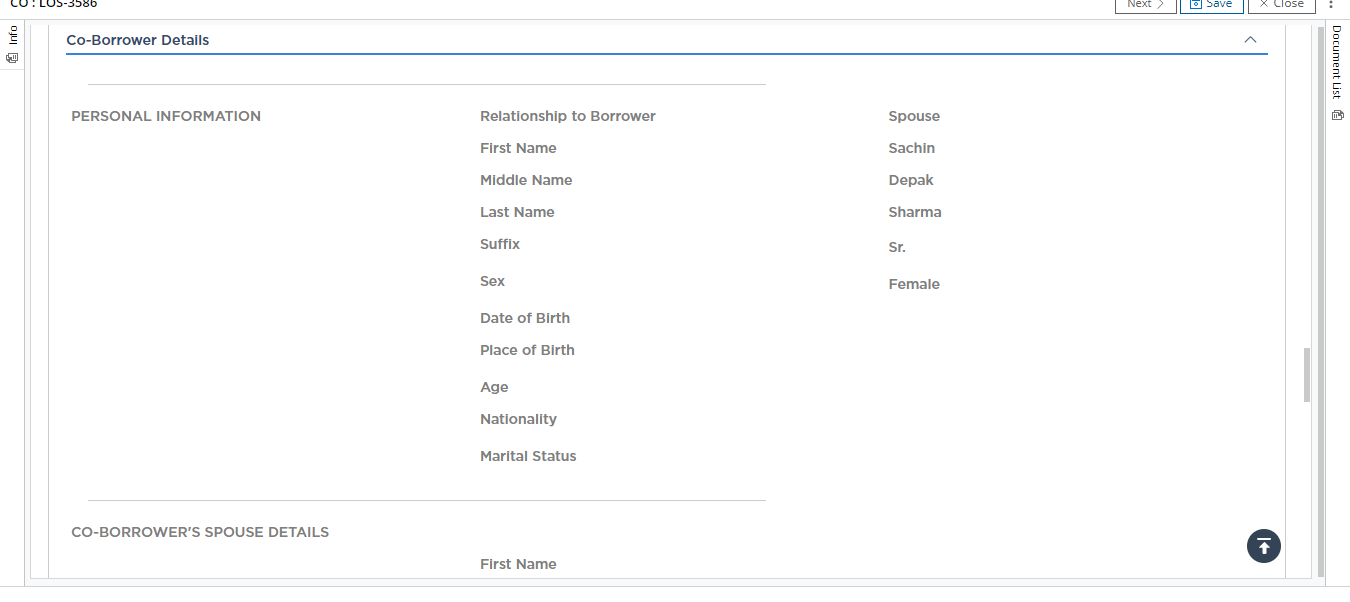 CO : LOS-3586
Next
Save
Close
Info
Document List
Co-Borrower Details
PERSONAL INFORMATION
Relationship to Borrower Spouse
First Name Sachin
Middle Name Depak
Last Name Sharma
Suffix Sr.
Sex Female
Date of Birth
Place of Birth
Age
Nationality
Marital Status
CO-BORROWER'S SPOUSE DETAILS
First Name